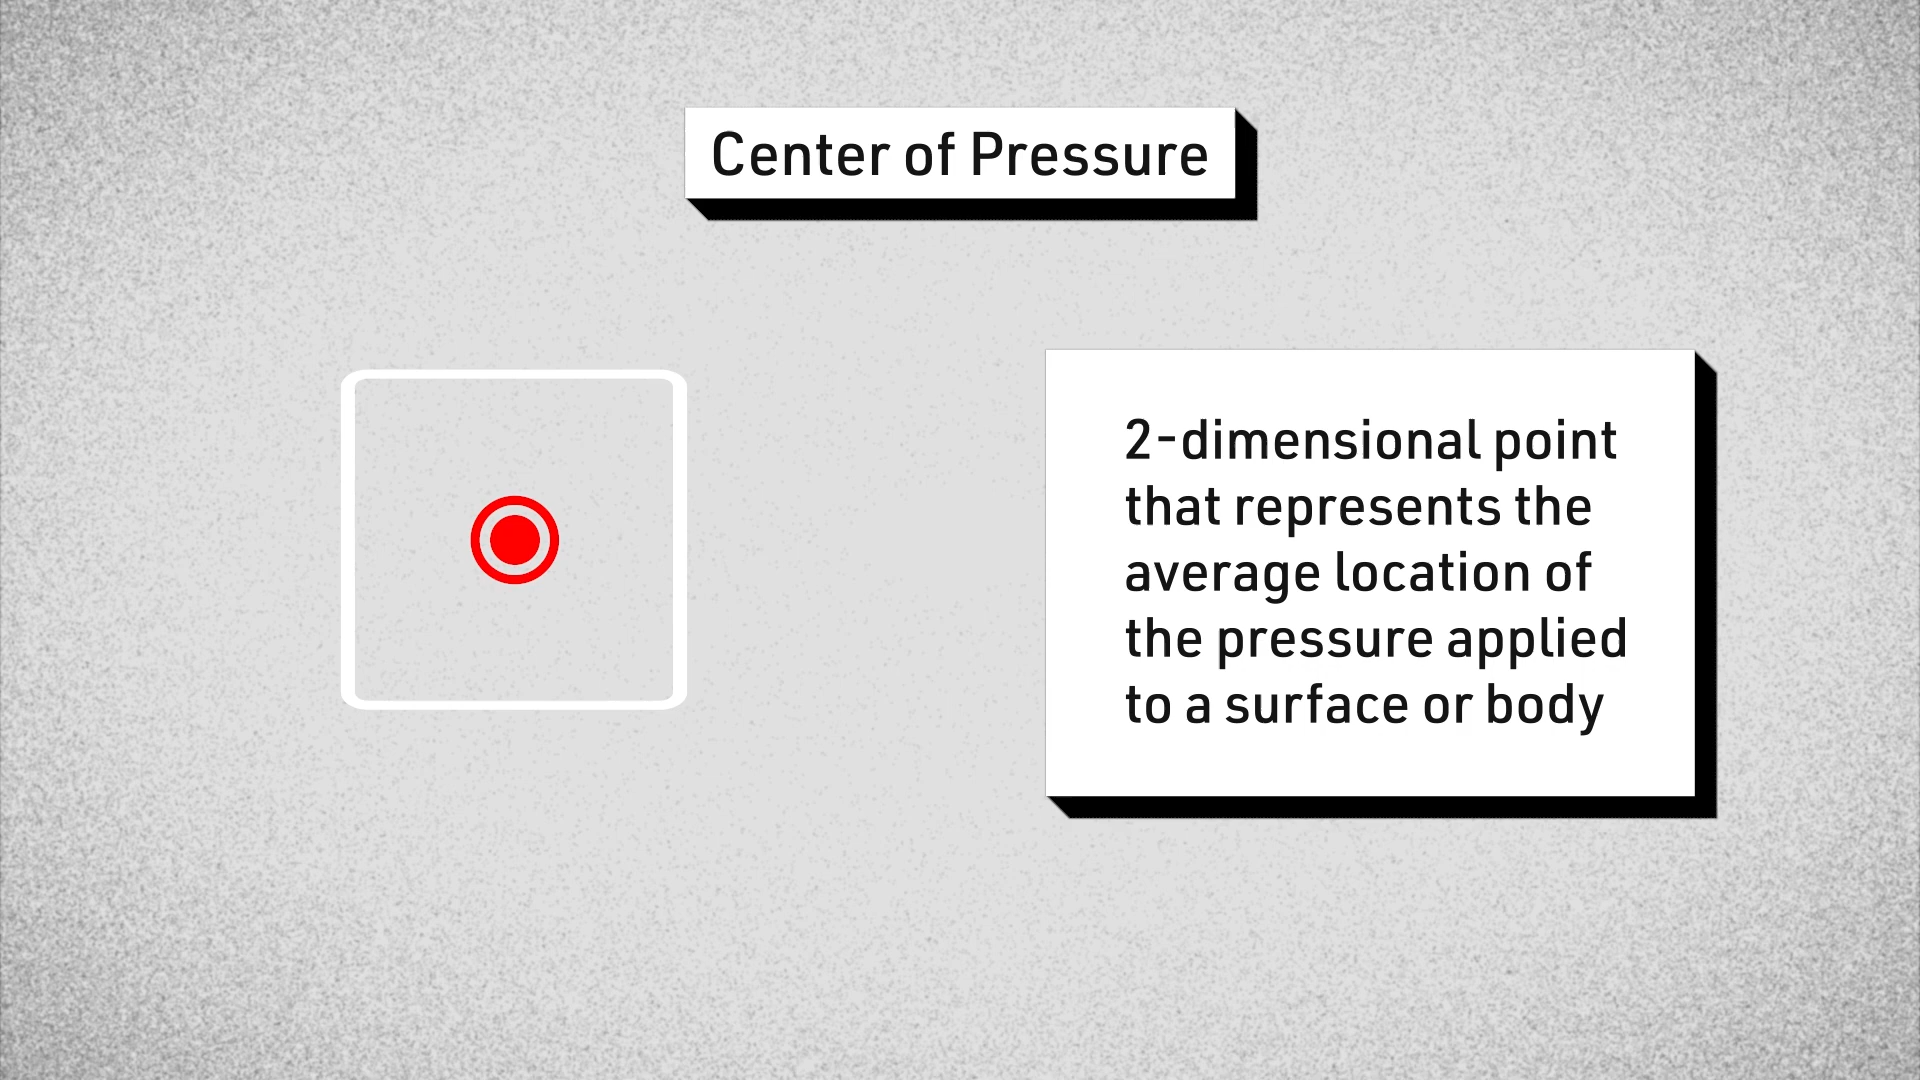 Center of Pressure
2-dimensional point
that represents the
average location of
the pressure applied
to a surface or body